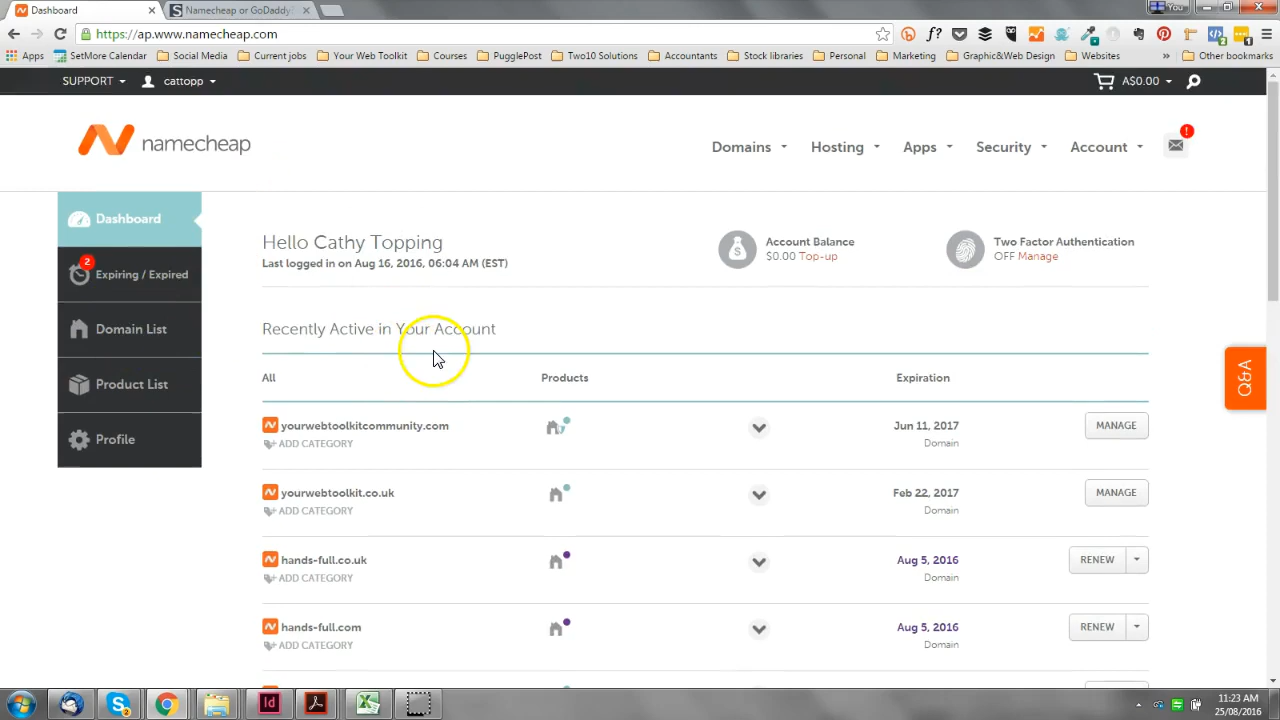 Dashboard
Namecheap or GoDaddy
You
https://ap.www.namecheap.com
Apps
SetMore Calendar
Social Media
Current jobs
Your Web Toolkit
Courses
PugglePost
Two10 Solutions
Accountants
Stock libraries
Personal
Marketing
Graphic&Web Design
Websites
»
Other bookmarks
SUPPORT
cattopp
A$0.00
namecheap
Domains
Hosting
Apps
Security
Account
!
Dashboard
2
Expiring / Expired
Domain List
Product List
Profile
Hello Cathy Topping
Last logged in on Aug 16, 2016, 06:04 AM (EST)
Account Balance
$0.00 Top-up
Two Factor Authentication
OFF Manage
Recently Active in Your Account
All
Products
Expiration
yourwebtoolkitcommunity.com
ADD CATEGORY
Jun 11, 2017
Domain
MANAGE
yourwebtoolkit.co.uk
ADD CATEGORY
Feb 22, 2017
Domain
MANAGE
hands-full.co.uk
ADD CATEGORY
Aug 5, 2016
Domain
RENEW
hands-full.com
ADD CATEGORY
Aug 5, 2016
Domain
RENEW
Q&A
11:23 AM
25/08/2016